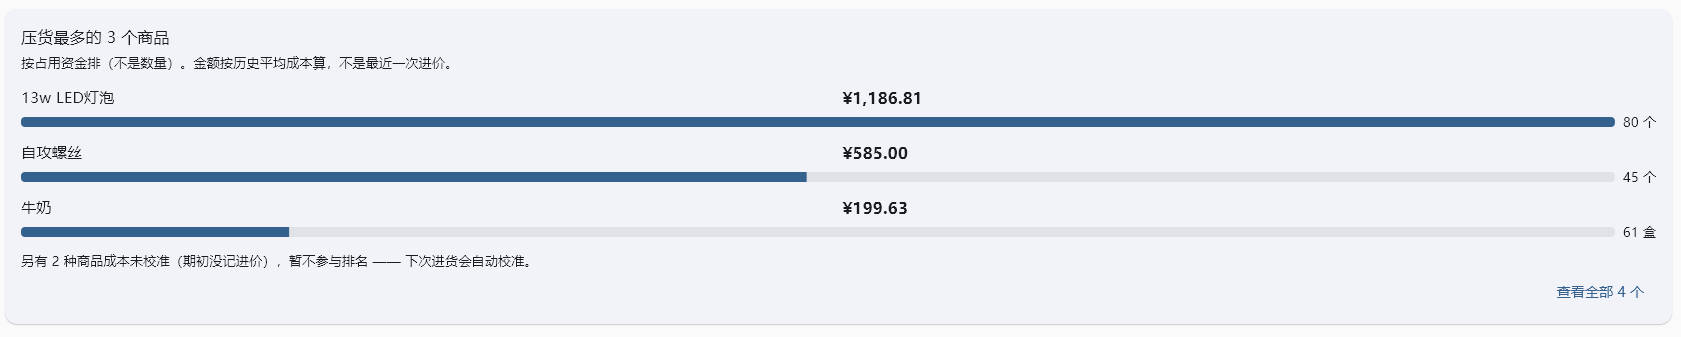 压货最多的 3 个商品
按占用资金排（不是数量）。金额按历史平均成本算，不是最近一次进价。
13w LED灯泡 ¥1,186.81
80 个
自攻螺丝 ¥585.00
45 个
牛奶 ¥199.63
61 盒
另有 2 种商品成本未校准（期初没记进价），暂不参与排名 —— 下次进货会自动校准。
查看全部 4 个